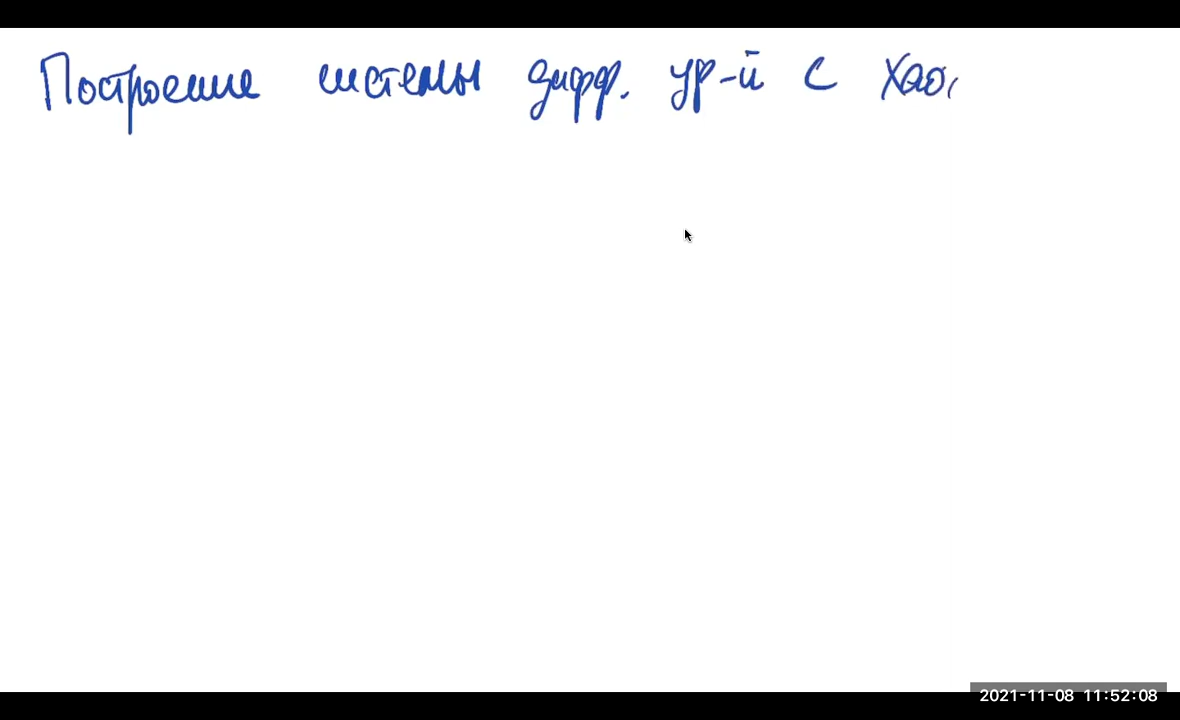 Построение системы дифф. ур-й с хао
2021-11-08 11:52:08